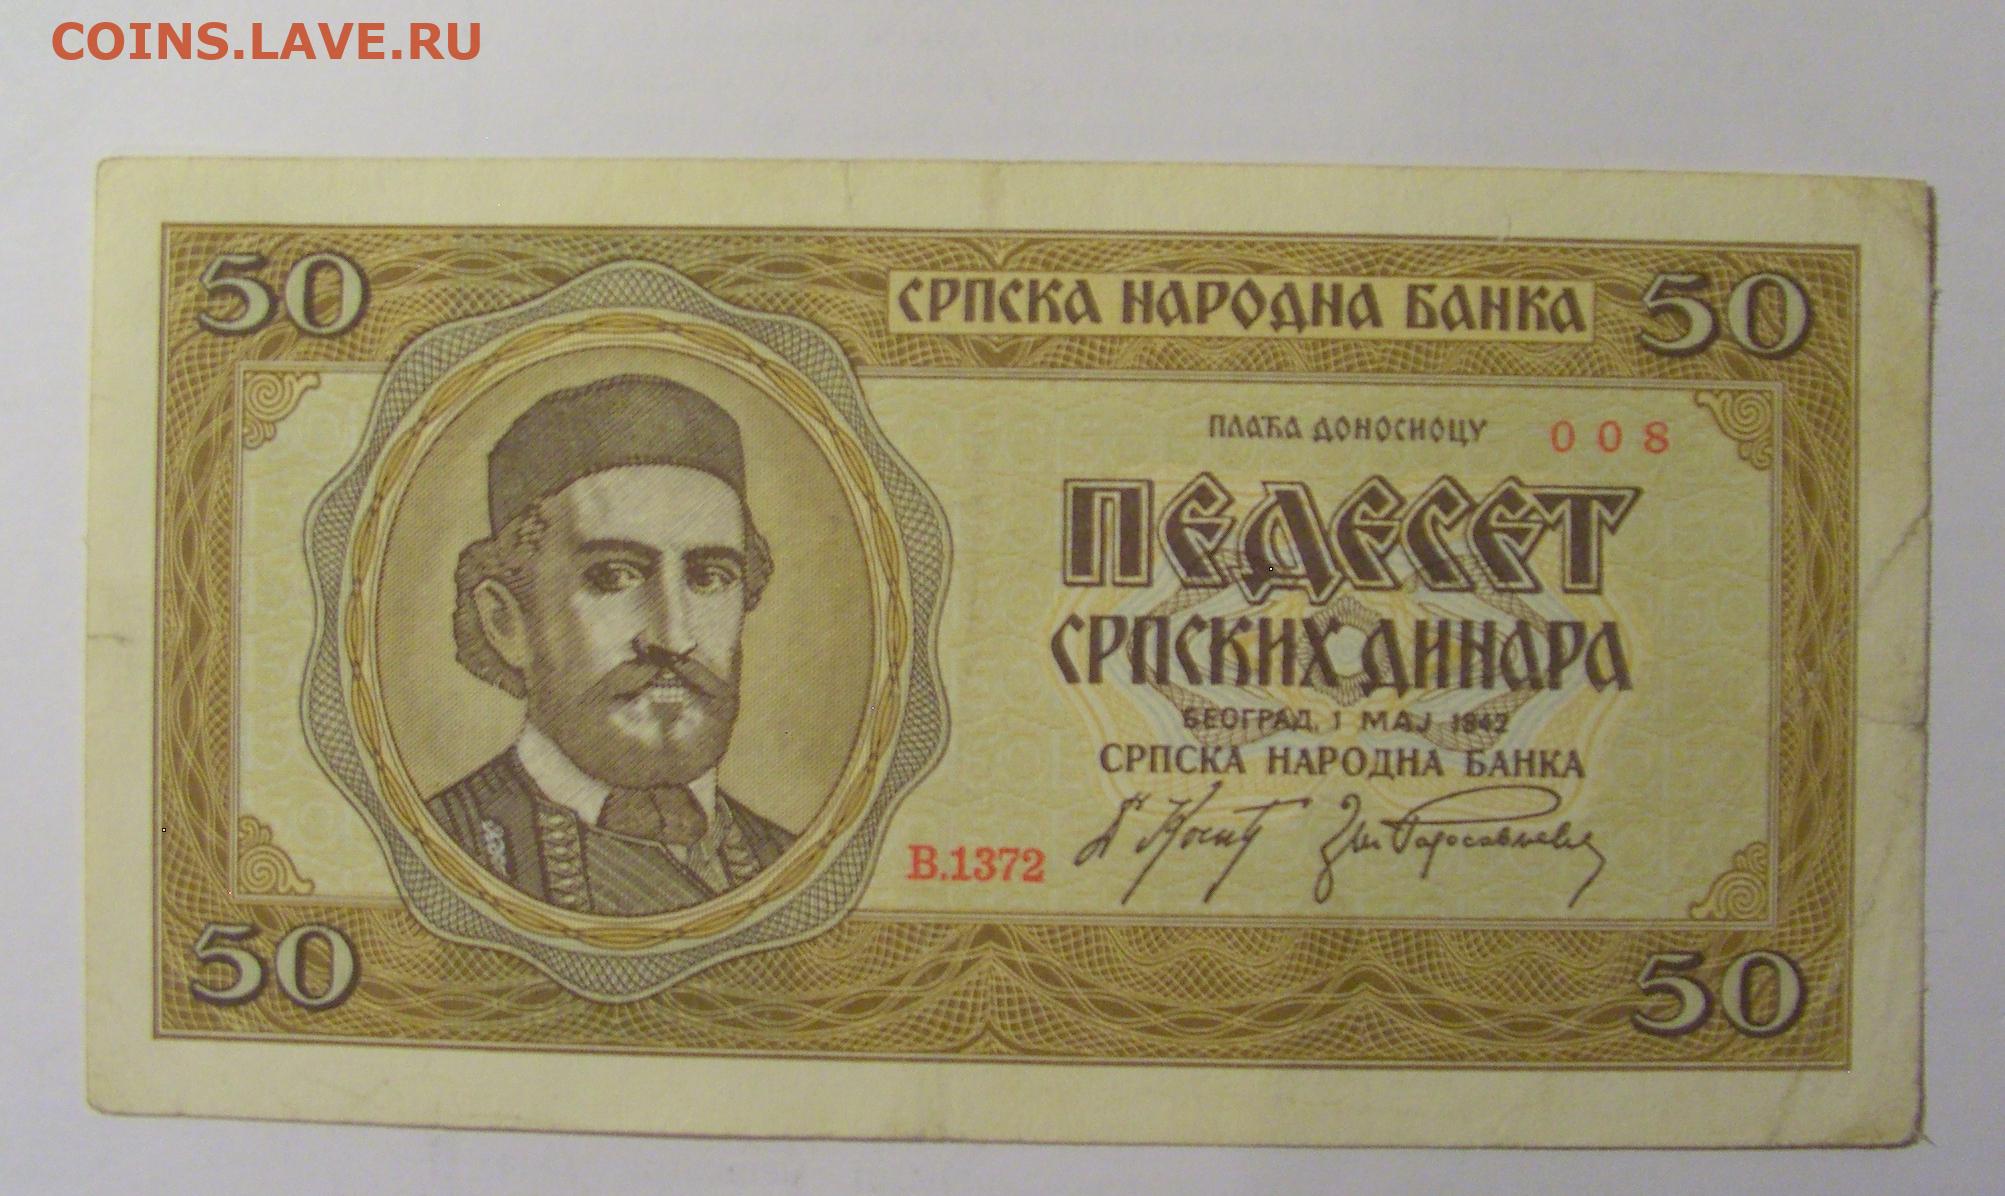 COINS.LAVE.RU
50
СРПСКА НАРОДНА БАНКА
50
ПЛАЋА ДОНОСИОЦУ 008
ПЕДЕСЕТ
СРПСКИХ ДИНАРА
БЕОГРАД, 1 МАЈ 1942
СРПСКА НАРОДНА БАНКА
B.1372
50
50